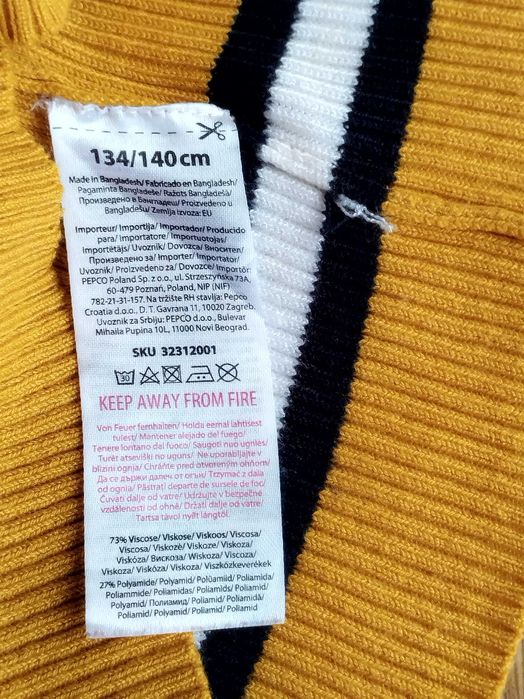 134/140cm
Made in Bangladesh/ Fabricado en Bangladesh/
Pagaminta Bangladeše/ Ražots Bangladešā/
Произведено в Бангладеш/ Proizvedeno u
Bangladešu/ Zemlja izvoza: EU
Importeur/ Importija/ Importador/ Producido
para/ Importatore/ Importuotojas/
Importētājs/ Uvoznik/ Dovozca/ Вносител/
Произведено за/ Importer/ Importator/
Uvoznik/ Proizvedeno za/ Dovozce/ Importőr:
PEPCO Poland Sp. z o.o., ul. Strzeszyńska 73A,
60-479 Poznań, Poland, NIP (NIF)
782-21-31-157. Na tržište RH stavlja: Pepco
Croatia d.o.o., D. T. Gavrana 11, 10020 Zagreb.
Uvoznik za Srbiju: PEPCO d.o.o., Bulevar
Mihaila Pupina 10L, 11000 Novi Beograd.
SKU 32312001
30
KEEP AWAY FROM FIRE
Von Feuer fernhalten/ Hoida eemal lahtisest
tulest/ Mantener alejado del fuego/
Tenere lontano dal fuoco/ Saugoti nuo ugnies/
Turēt atsevišķi no uguns/ Ne uporabljajte v
blizini ognja/ Chráňte pred otvoreným ohňom/
Да се държи далеч от огън/ Trzymać z dala
od ognia/ Păstrați departe de sursele de foc/
Čuvati dalje od vatre/ Udržujte v bezpečné
vzdálenosti od ohně/ Držati dalje od vatre/
Tartsa távol nyílt lángtól
73% Viscose/ Viskose/ Viskoos/ Viscosa/
Viscosa/ Viskozė/ Viskoze/ Viskoza/
Viskóza/ Вискоза/ Wiskoza/ Viscoza/
Viskoza/ Viskóza/ Viskoza/ Viszkózkeverékek
27% Polyamide/ Polyamid/ Polüamiid/ Poliamida/
Poliammide/ Poliamidas/ Poliamīds/ Poliamid/
Polyamid/ Полиамид/ Poliamid/ Poliamidă/
Poliamid/ Polyamid/ Poliamid/ Poliamid